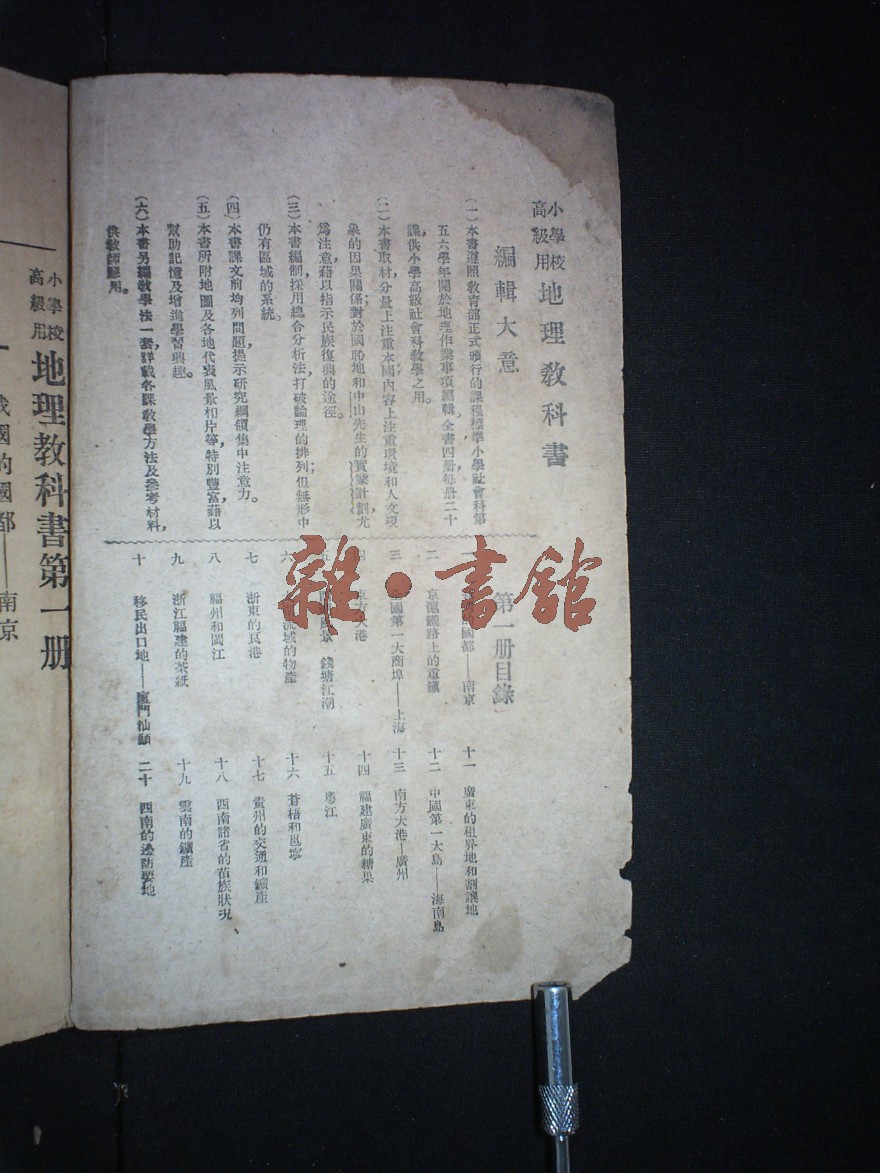 小學校高級用 地理教科書
編輯大意
(一)本書遵照教育部正式頒行的課程標準小學社會科第
五六學年關於地理作業事項編輯,全書四册,每册二十
課,供小學高級社會科教學之用。
(二)本書取材,分量上注重本國,內容上注重環境和人文現
象的因果關係;對於國恥地和中山先生的實業計劃,尤
爲注意,藉以指示民族復興的途徑。
(三)本書編制採用總合分析法,打破論理的排列;但無形中
仍有區域的系統。
(四)本書課文前均列問題,提示研究綱領,集中注意力。
(五)本書所附地圖及各地代表風景相片等,特別豐富,藉以
幫助記憶及增進學習興趣。
(六)本書另編教學法一套,詳載各課教學方法及參考材料,
供教師採用。
第一册目錄
國都——南京
二 京滬鐵路上的重鎮
三 全國第一大商埠——上海
四 東方大港
五 錢塘江潮
六 流域的物產
七 浙東的良港
八 福州和閩江
九 浙江福建的茶紙
十 移民出口地——廈門汕頭
十一 廣東的租界地和割讓地
十二 中國第一大島——海南島
十三 南方大港—廣州
十四 福建廣東的糖果
十五 粵江
十六 蒼梧和邕寧
十七 貴州的交通和鑛產
十八 西南諸省的苗族狀況
十九 雲南的鑛產
二十 西南的邊防要地
小學校高級用 地理教科書第一册
一 我國的國都——南京
雜·書館